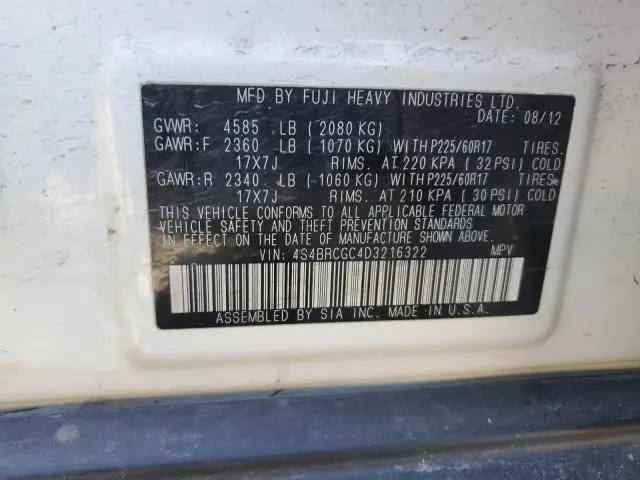 MFD BY FUJI HEAVY INDUSTRIES LTD.
DATE: 08/12
GVWR: 4585 LB ( 2080 KG)
GAWR:F 2360 LB ( 1070 KG) WITH P225/60R17 TIRES.
17X7J RIMS. AT 220 KPA ( 32 PSI) COLD
GAWR:R 2340 LB (-1060 KG) WITH P225/60R17 TIRES
17X7J RIMS. AT 210 KPA ( 30 PSI) COLD
THIS VEHICLE CONFORMS TO ALL APPLICABLE FEDERAL MOTOR
VEHICLE SAFETY AND THEFT PREVENTION STANDARDS
IN EFFECT ON THE DATE OF MANUFACTURE SHOWN ABOVE.
VIN: 4S4BRCGC4D3216322 MPV
ASSEMBLED BY SIA INC. MADE IN U.S.A.